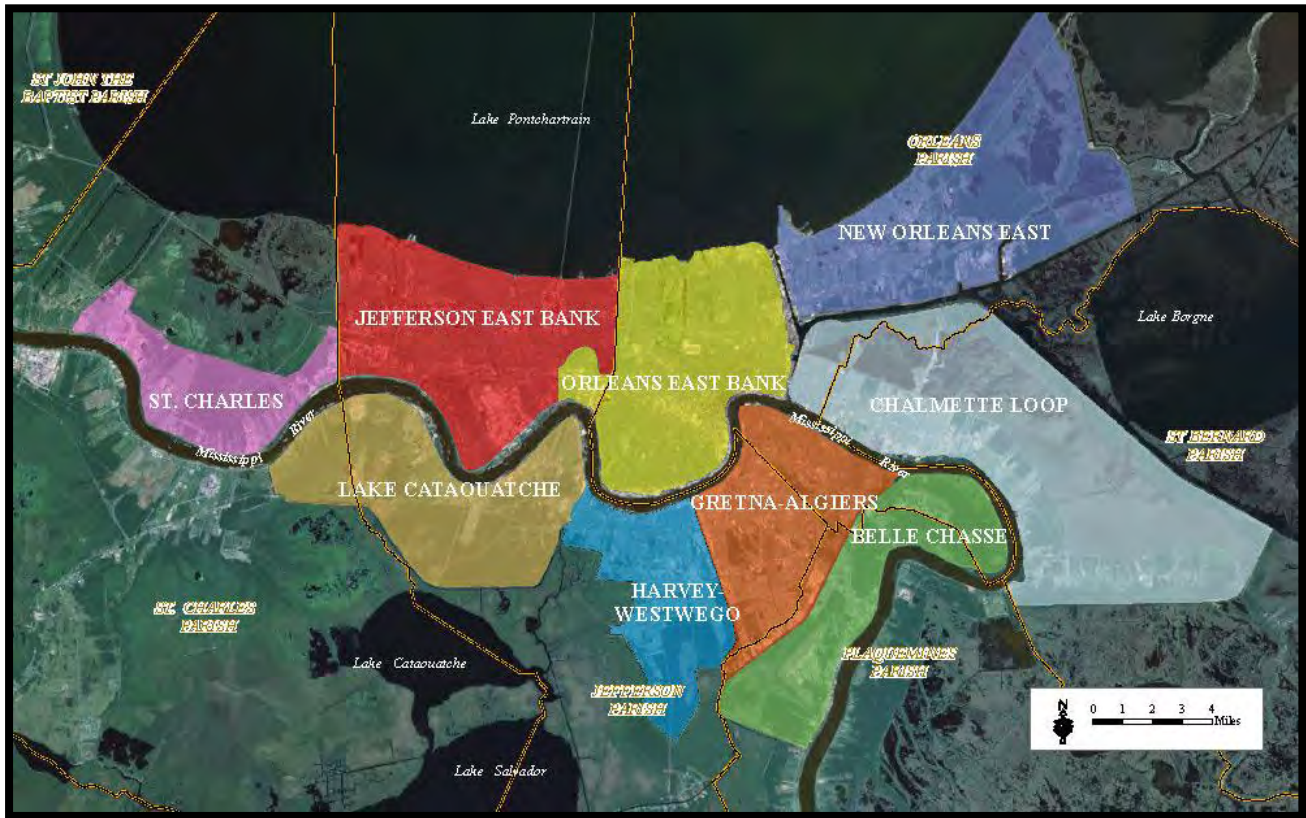 ST JOHN THE
BAPTIST PARISH
Lake Pontchartrain
ORLEANS
PARISH
NEW ORLEANS EAST
JEFFERSON EAST BANK
Lake Borgne
ORLEANS EAST BANK
ST. CHARLES
CHALMETTE LOOP
Mississippi
River
Mississippi
River
ST BERNARD
PARISH
LAKE CATAOUATCHE
GRETNA-ALGIERS
BELLE CHASSE
HARVEY-
WESTWEGO
ST. CHARLES
PARISH
Lake Cataouatche
PLAQUEMINES
PARISH
JEFFERSON
PARISH
Lake Salvador
N
0 1 2 3 4
Miles